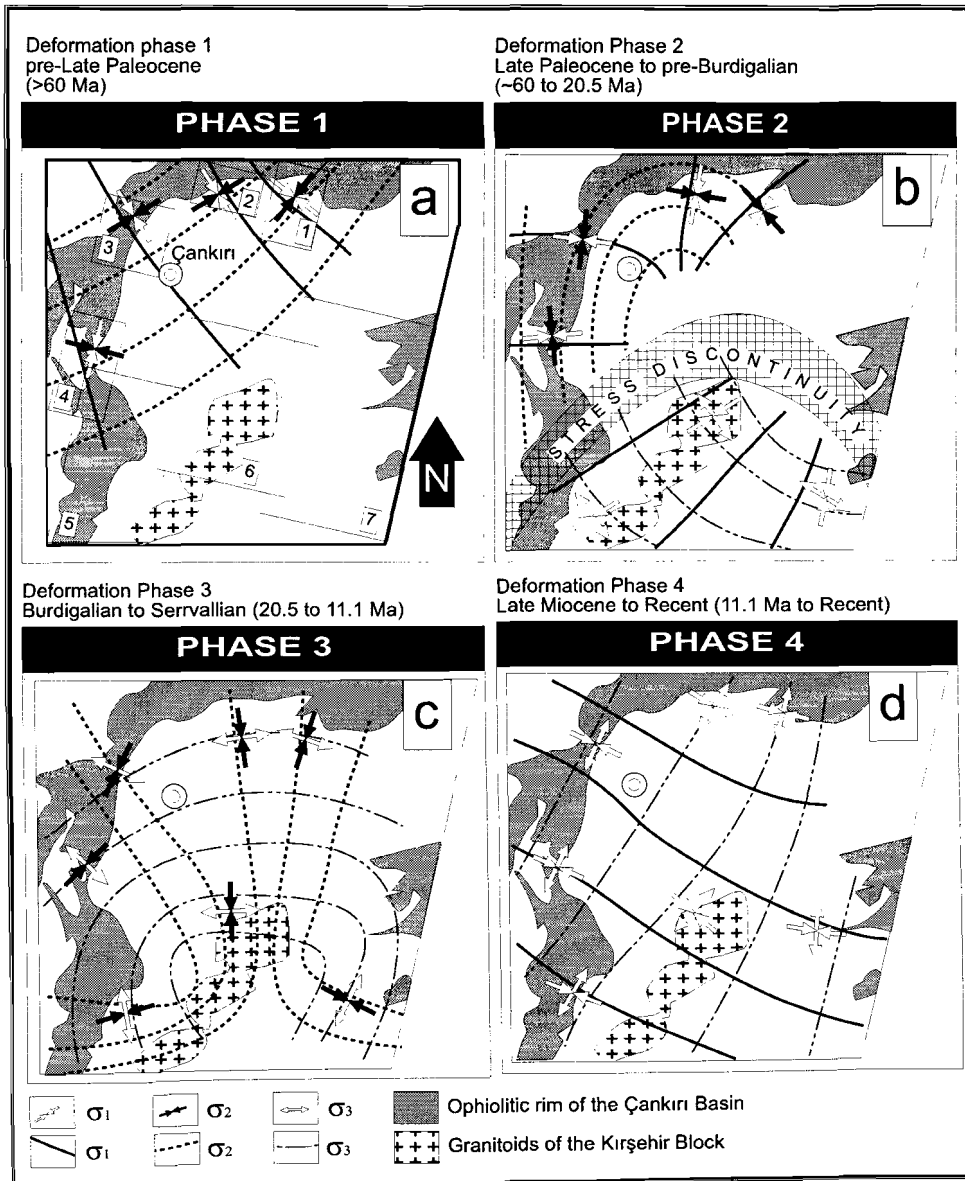 Deformation phase 1
pre-Late Paleocene
(>60 Ma)
PHASE 1
a
1
2
3
Çankırı
4
5
6
7
N
Deformation Phase 2
Late Paleocene to pre-Burdigalian
(~60 to 20.5 Ma)
PHASE 2
b
STRESS DISCONTINUITY
Deformation Phase 3
Burdigalian to Serrvallian (20.5 to 11.1 Ma)
PHASE 3
c
Deformation Phase 4
Late Miocene to Recent (11.1 Ma to Recent)
PHASE 4
d
σ1 σ2 σ3 Ophiolitic rim of the Çankırı Basin
σ1 σ2 σ3 Granitoids of the Kırşehir Block